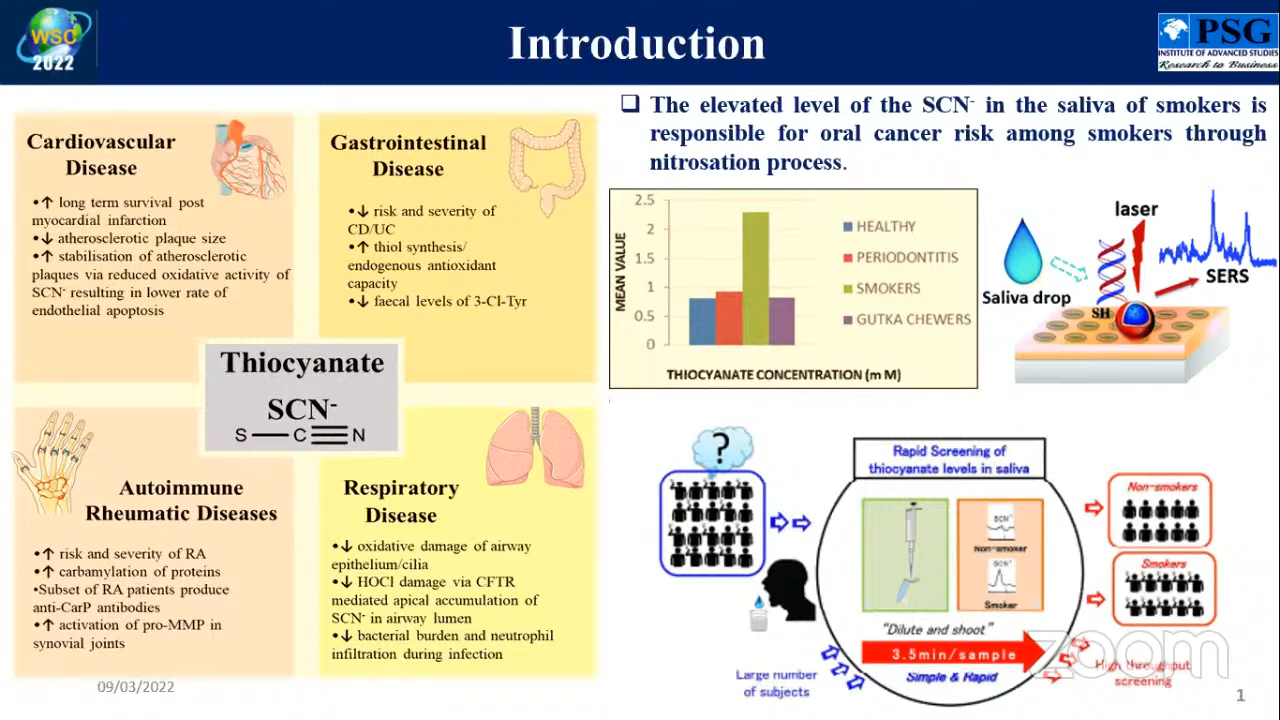 WSC
2022
Introduction
PSG
INSTITUTE OF ADVANCED STUDIES
Research to Business
❑ The elevated level of the SCN- in the saliva of smokers is
responsible for oral cancer risk among smokers through
nitrosation process.
Cardiovascular
Disease
•↑ long term survival post
myocardial infarction
•↓ atherosclerotic plaque size
•↑ stabilisation of atherosclerotic
plaques via reduced oxidative activity of
SCN- resulting in lower rate of
endothelial apoptosis
Gastrointestinal
Disease
•↓ risk and severity of
CD/UC
•↑ thiol synthesis/
endogenous antioxidant
capacity
•↓ faecal levels of 3-Cl-Tyr
Thiocyanate
SCN-
S C N
Autoimmune
Rheumatic Diseases
•↑ risk and severity of RA
•↑ carbamylation of proteins
•Subset of RA patients produce
anti-CarP antibodies
•↑ activation of pro-MMP in
synovial joints
Respiratory
Disease
•↓ oxidative damage of airway
epithelium/cilia
•↓ HOCl damage via CFTR
mediated apical accumulation of
SCN- in airway lumen
•↓ bacterial burden and neutrophil
infiltration during infection
MEAN VALUE
2.5
2
1.5
1
0.5
0
HEALTHY
PERIODONTITIS
SMOKERS
GUTKA CHEWERS
THIOCYANATE CONCENTRATION (m M)
Saliva drop
laser
SH
SERS
?
Rapid Screening of
thiocyanate levels in saliva
SCN-
Non-smoker
SCN-
Smoker
"Dilute and shoot"
3.5min/sample
Simple & Rapid
Large number
of subjects
Non-smokers
Smokers
High throughput
screening
zoom
09/03/2022
1